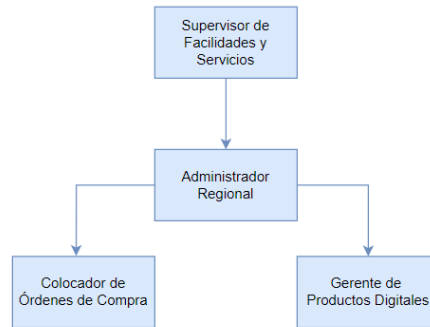 Supervisor de
Facilidades y
Servicios
Administrador
Regional
Colocador de
Órdenes de Compra
Gerente de
Productos Digitales